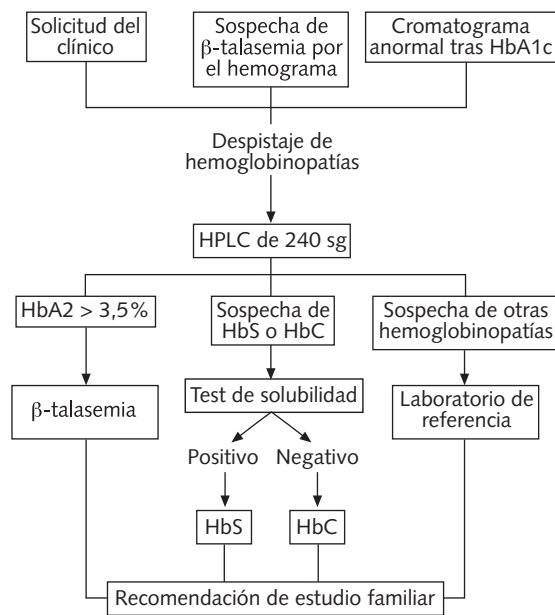 Solicitud del
clínico
Sospecha de
β-talasemia por
el hemograma
Cromatograma
anormal tras HbA1c
Despistaje de
hemoglobinopatías
HPLC de 240 sg
HbA2 > 3,5%
Sospecha de
HbS o HbC
Sospecha de otras
hemoglobinopatías
β-talasemia
Test de solubilidad
Laboratorio de
referencia
Positivo
Negativo
HbS
HbC
Recomendación de estudio familiar